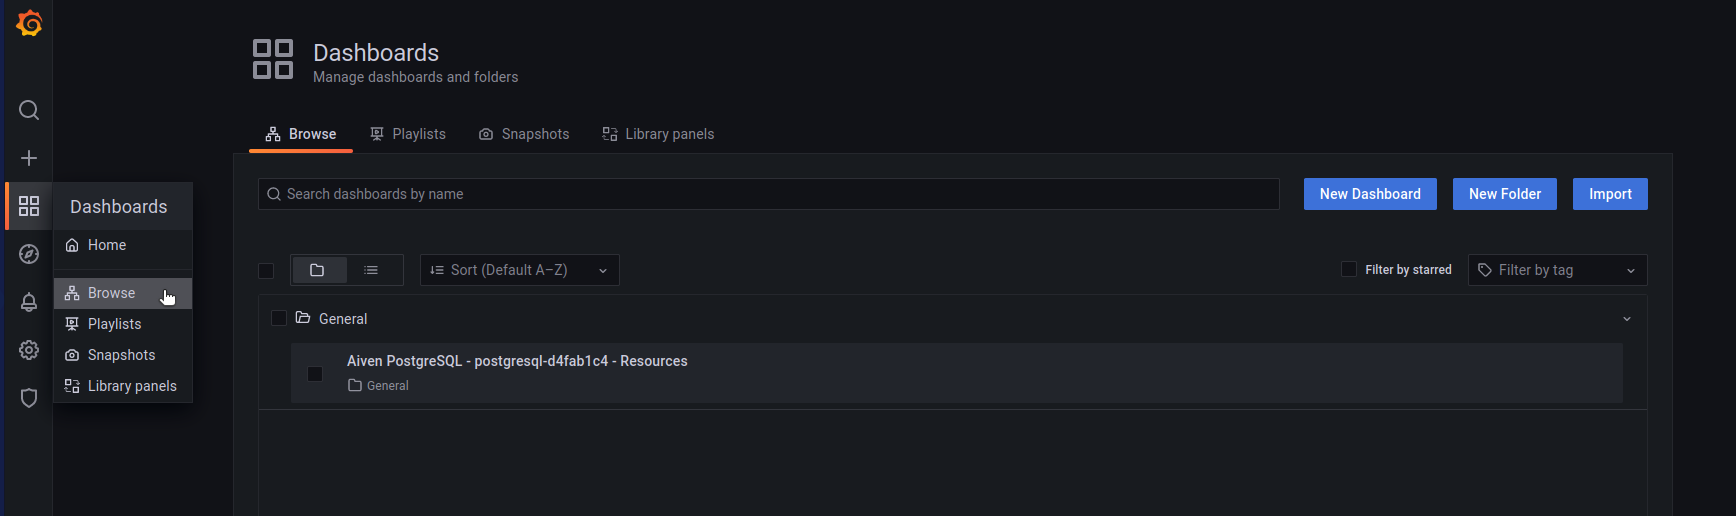 Dashboards
Manage dashboards and folders
Browse Playlists Snapshots Library panels
Search dashboards by name New Dashboard New Folder Import
Dashboards
Home
Browse
Playlists
Snapshots
Library panels
Sort (Default A–Z) Filter by starred Filter by tag
General
Aiven PostgreSQL - postgresql-d4fab1c4 - Resources
General